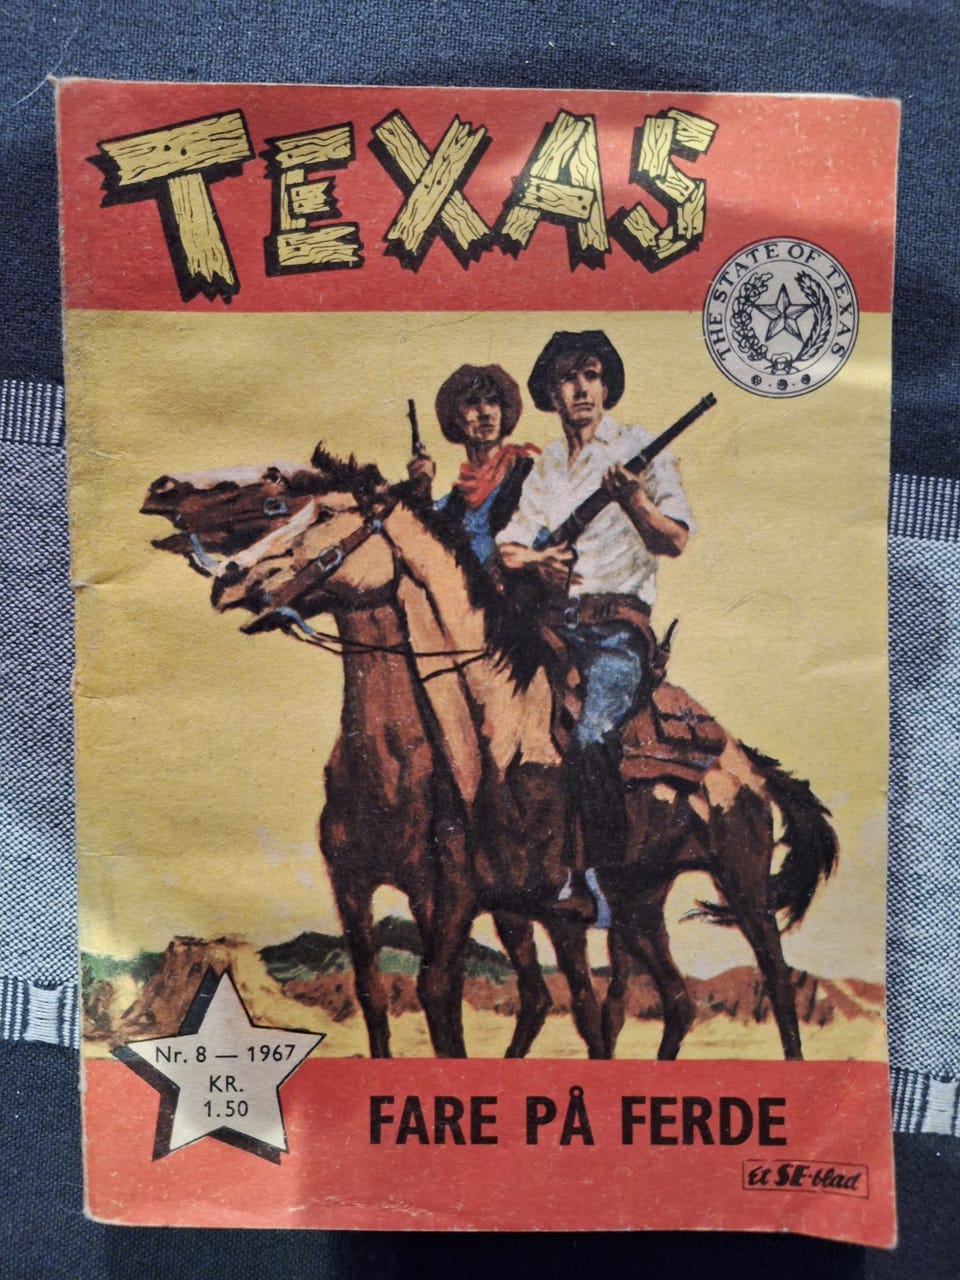 TEXAS
THE STATE OF TEXAS
Nr. 8 — 1967
KR.
1.50
FARE PÅ FERDE
Et SE-blad